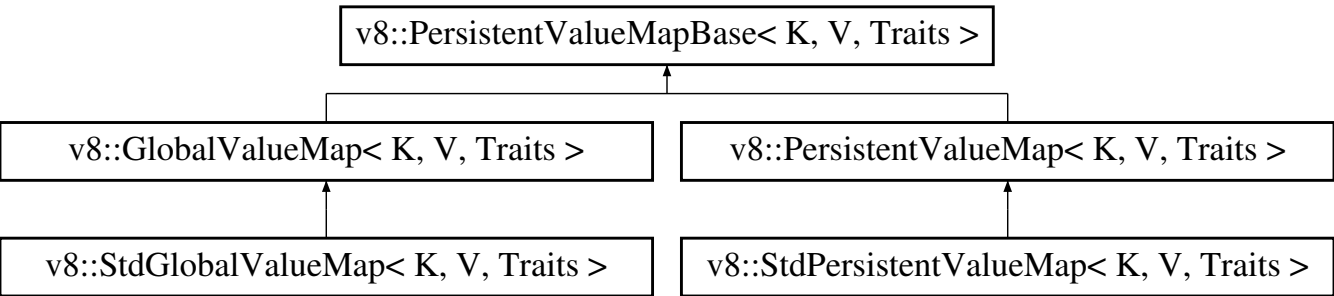 v8::PersistentValueMapBase< K, V, Traits >
v8::GlobalValueMap< K, V, Traits >
v8::PersistentValueMap< K, V, Traits >
v8::StdGlobalValueMap< K, V, Traits >
v8::StdPersistentValueMap< K, V, Traits >